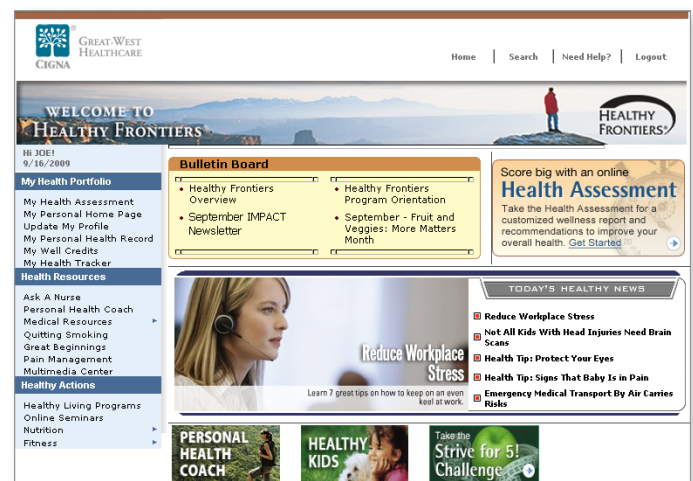 GREAT-WEST
HEALTHCARE
CIGNA
Home
Search
Need Help?
Logout
WELCOME TO
HEALTHY FRONTIERS
HEALTHY
FRONTIERS®
Hi JOE!
9/16/2009
My Health Portfolio
My Health Assessment
My Personal Home Page
Update My Profile
My Personal Health Record
My Well Credits
My Health Tracker
Health Resources
Ask A Nurse
Personal Health Coach
Medical Resources
Quitting Smoking
Great Beginnings
Pain Management
Multimedia Center
Healthy Actions
Healthy Living Programs
Online Seminars
Nutrition
Fitness
Bulletin Board
Healthy Frontiers
Overview
September IMPACT
Newsletter
Healthy Frontiers
Program Orientation
September - Fruit and
Veggies: More Matters
Month
Score big with an online
Health Assessment
Take the Health Assessment for a
customized wellness report and
recommendations to improve your
overall health. Get Started
Reduce Workplace
Stress
Learn 7 great tips on how to keep on an even
keel at work.
TODAY'S HEALTHY NEWS
Reduce Workplace Stress
Not All Kids With Head Injuries Need Brain
Scans
Health Tip: Protect Your Eyes
Health Tip: Signs That Baby Is in Pain
Emergency Medical Transport By Air Carries
Risks
PERSONAL
HEALTH
COACH
HEALTHY
KIDS
Take the
Strive for 5!
Challenge